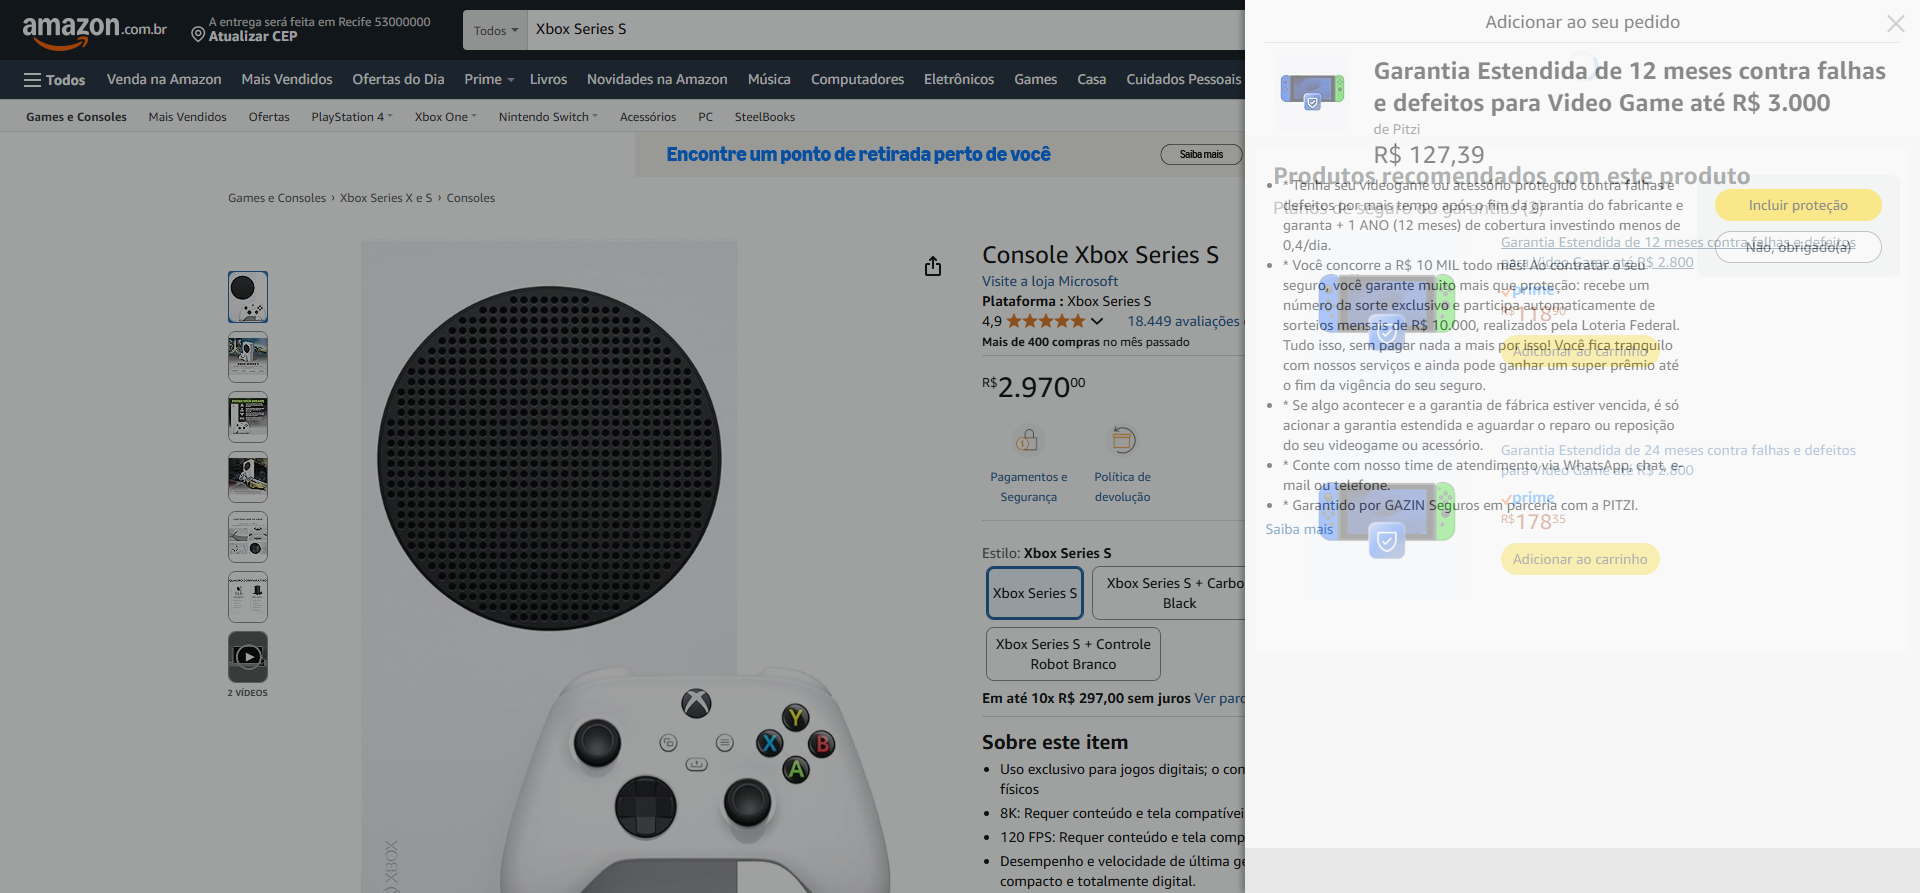 amazon.com.br
A entrega será feita em Recife 53000000
Atualizar CEP
Todos
Xbox Series S
Todos
Venda na Amazon
Mais Vendidos
Ofertas do Dia
Prime
Livros
Novidades na Amazon
Música
Computadores
Eletrônicos
Games
Casa
Cuidados Pessoais
Games e Consoles
Mais Vendidos
Ofertas
PlayStation 4
Xbox One
Nintendo Switch
Acessórios
PC
SteelBooks
Encontre um ponto de retirada perto de você
Saiba mais
Games e Consoles › Xbox Series X e S › Consoles
2 VÍDEOS
XBOX
Console Xbox Series S
Visite a loja Microsoft
Plataforma : Xbox Series S
4,9
18.449 avaliações
Mais de 400 compras no mês passado
R$2.97000
Pagamentos e
Segurança
Política de
devolução
Estilo: Xbox Series S
Xbox Series S
Xbox Series S + Carbo
Black
Xbox Series S + Controle
Robot Branco
Em até 10x R$ 297,00 sem juros Ver parc
Sobre este item
Uso exclusivo para jogos digitais; o con
físicos
8K: Requer conteúdo e tela compatívei
120 FPS: Requer conteúdo e tela comp
Desempenho e velocidade de última ge
compacto e totalmente digital.
Y
X
B
A
Adicionar ao seu pedido
Garantia Estendida de 12 meses contra falhas
e defeitos para Video Game até R$ 3.000
de Pitzi
R$ 127,39
Produtos recomendados com este produto
Planos de seguro ou garantias (2)
* Tenha seu videogame ou acessório protegido contra falhas e
defeitos por mais tempo após o fim da garantia do fabricante e
garanta + 1 ANO (12 meses) de cobertura investindo menos de
0,4/dia.
* Você concorre a R$ 10 MIL todo mês! Ao contratar o seu
seguro, você garante muito mais que proteção: recebe um
número da sorte exclusivo e participa automaticamente de
sorteios mensais de R$ 10.000, realizados pela Loteria Federal.
Tudo isso, sem pagar nada a mais por isso! Você fica tranquilo
com nossos serviços e ainda pode ganhar um super prêmio até
o fim da vigência do seu seguro.
* Se algo acontecer e a garantia de fábrica estiver vencida, é só
acionar a garantia estendida e aguardar o reparo ou reposição
do seu videogame ou acessório.
* Conte com nosso time de atendimento via WhatsApp, chat, e-
mail ou telefone.
* Garantido por GAZIN Seguros em parceria com a PITZI.
Saiba mais
Incluir proteção
Não, obrigado(a)
Garantia Estendida de 12 meses contra falhas e defeitos
para Video Game até R$ 2.800
prime
R$11890
Adicionar ao carrinho
Garantia Estendida de 24 meses contra falhas e defeitos
para Video Game até R$ 2.800
prime
R$17835
Adicionar ao carrinho